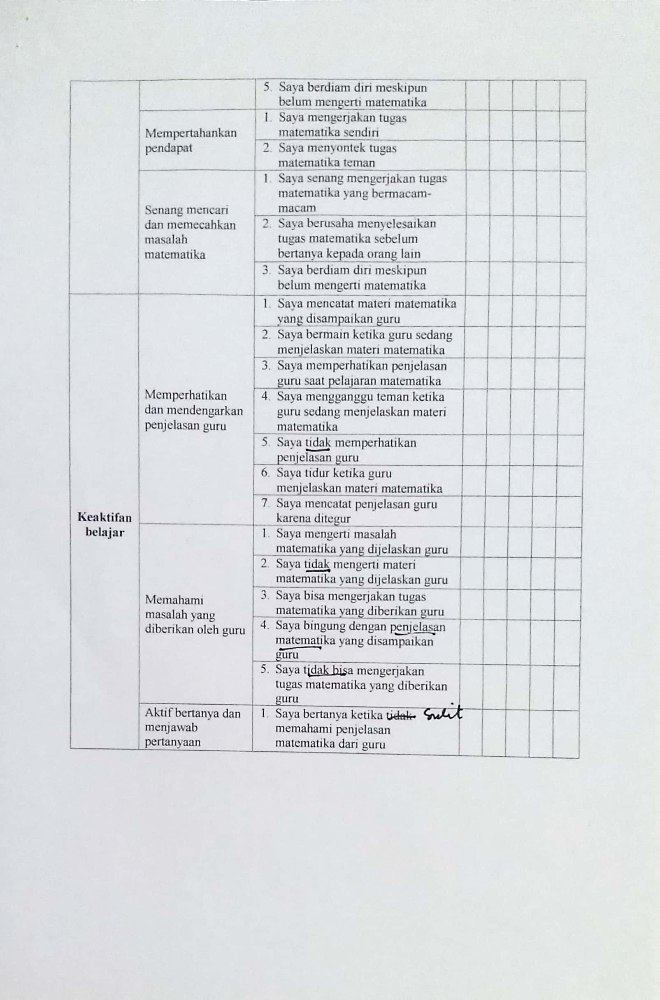 5. Saya berdiam diri meskipun
belum mengerti matematika
Mempertahankan
pendapat
1. Saya mengerjakan tugas
matematika sendiri
2. Saya menyontek tugas
matematika teman
Senang mencari
dan memecahkan
masalah
matematika
1. Saya senang mengerjakan tugas
matematika yang bermacam-
macam
2. Saya berusaha menyelesaikan
tugas matematika sebelum
bertanya kepada orang lain
3. Saya berdiam diri meskipun
belum mengerti matematika
Keaktifan
belajar
Memperhatikan
dan mendengarkan
penjelasan guru
1. Saya mencatat materi matematika
yang disampaikan guru
2. Saya bermain ketika guru sedang
menjelaskan materi matematika
3. Saya memperhatikan penjelasan
guru saat pelajaran matematika
4. Saya mengganggu teman ketika
guru sedang menjelaskan materi
matematika
5. Saya tidak memperhatikan
penjelasan guru
6. Saya tidur ketika guru
menjelaskan materi matematika
7. Saya mencatat penjelasan guru
karena ditegur
Memahami
masalah yang
diberikan oleh guru
1. Saya mengerti masalah
matematika yang dijelaskan guru
2. Saya tidak mengerti materi
matematika yang dijelaskan guru
3. Saya bisa mengerjakan tugas
matematika yang diberikan guru
4. Saya bingung dengan penjelasan
matematika yang disampaikan
guru
5. Saya tidak bisa mengerjakan
tugas matematika yang diberikan
guru
Aktif bertanya dan
menjawab
pertanyaan
1. Saya bertanya ketika tidak sulit
memahami penjelasan
matematika dari guru